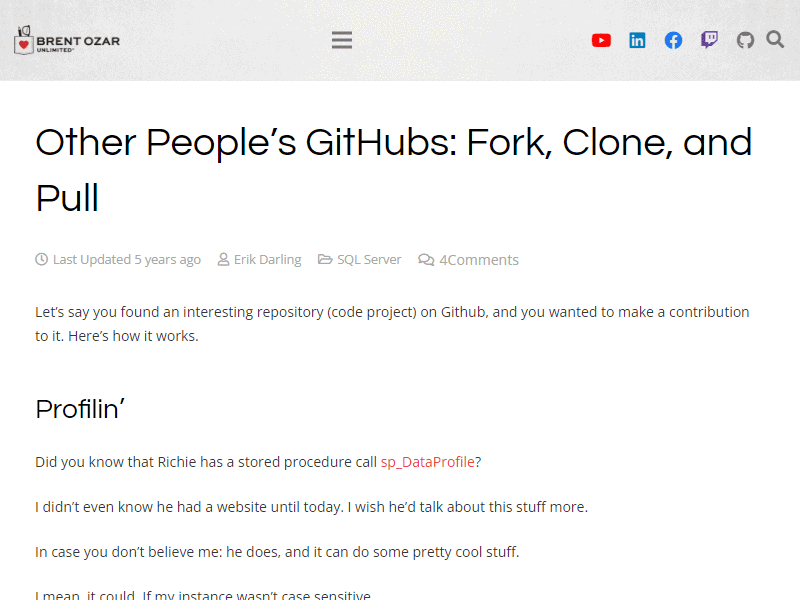 BRENT OZAR
UNLIMITED®
Other People’s GitHubs: Fork, Clone, and
Pull
Last Updated 5 years ago Erik Darling SQL Server 4Comments
Let’s say you found an interesting repository (code project) on Github, and you wanted to make a contribution
to it. Here’s how it works.
Profilin’
Did you know that Richie has a stored procedure call sp_DataProfile?
I didn’t even know he had a website until today. I wish he’d talk about this stuff more.
In case you don’t believe me: he does, and it can do some pretty cool stuff.
I mean, it could. If my instance wasn’t case sensitive.